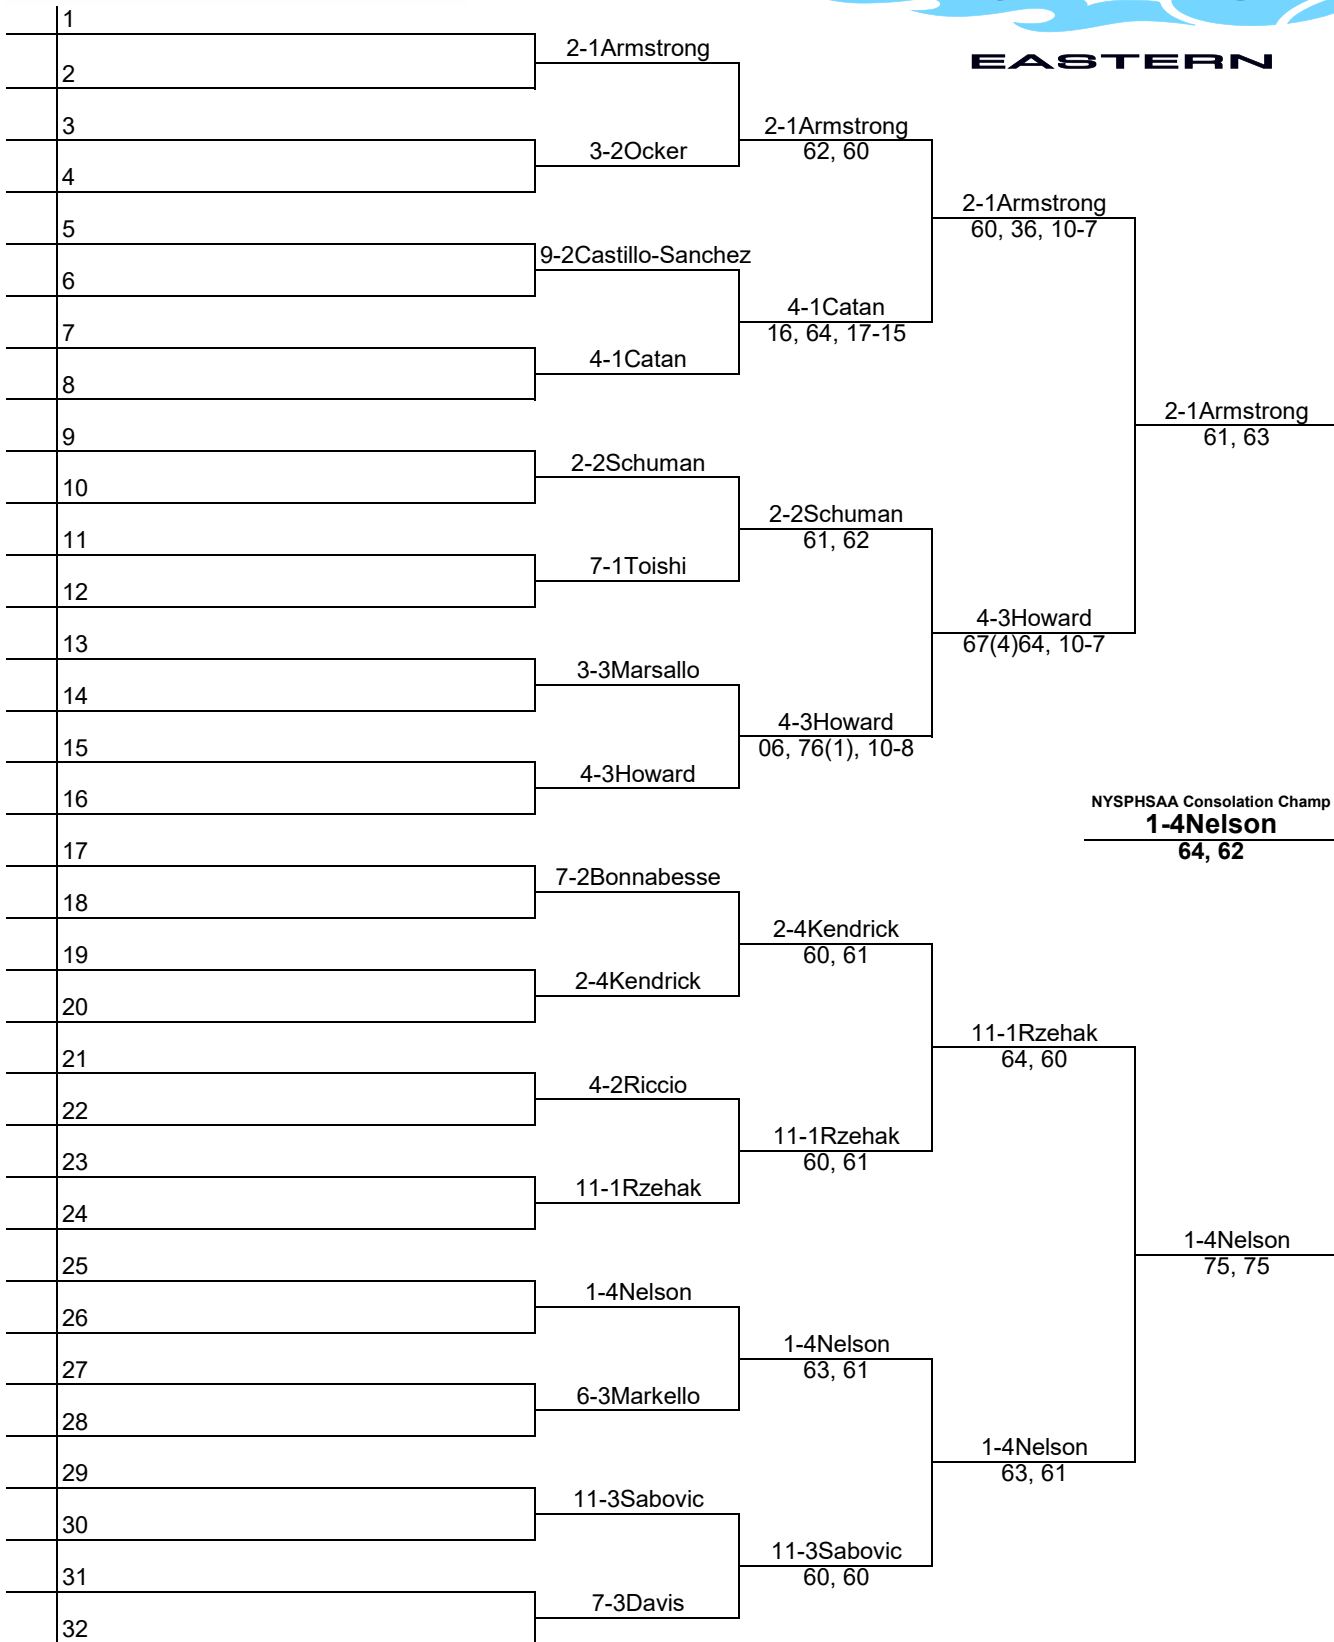 EASTERN
1
2-1Armstrong
2
3
2-1Armstrong
62, 60
3-2Ocker
4
2-1Armstrong
60, 36, 10-7
5
9-2Castillo-Sanchez
6
4-1Catan
16, 64, 17-15
7
4-1Catan
8
2-1Armstrong
61, 63
9
2-2Schuman
10
2-2Schuman
61, 62
11
7-1Toishi
12
4-3Howard
67(4)64, 10-7
13
3-3Marsallo
14
4-3Howard
06, 76(1), 10-8
15
4-3Howard
16
NYSPHSAA Consolation Champ
1-4Nelson
64, 62
17
7-2Bonnabesse
18
2-4Kendrick
60, 61
19
2-4Kendrick
20
11-1Rzehak
64, 60
21
4-2Riccio
22
11-1Rzehak
60, 61
23
11-1Rzehak
24
1-4Nelson
75, 75
25
1-4Nelson
26
1-4Nelson
63, 61
27
6-3Markello
28
1-4Nelson
63, 61
29
11-3Sabovic
30
11-3Sabovic
60, 60
31
7-3Davis
32